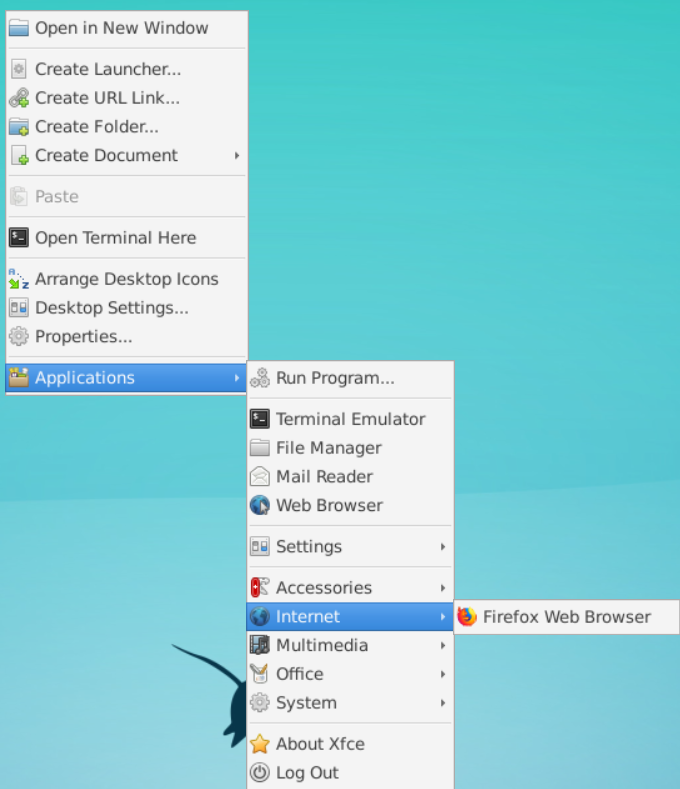 Open in New Window
Create Launcher...
Create URL Link...
Create Folder...
Create Document
Paste
Open Terminal Here
Arrange Desktop Icons
Desktop Settings...
Properties...
Applications
Run Program...
Terminal Emulator
File Manager
Mail Reader
Web Browser
Settings
Accessories
Internet
Firefox Web Browser
Multimedia
Office
System
About Xfce
Log Out